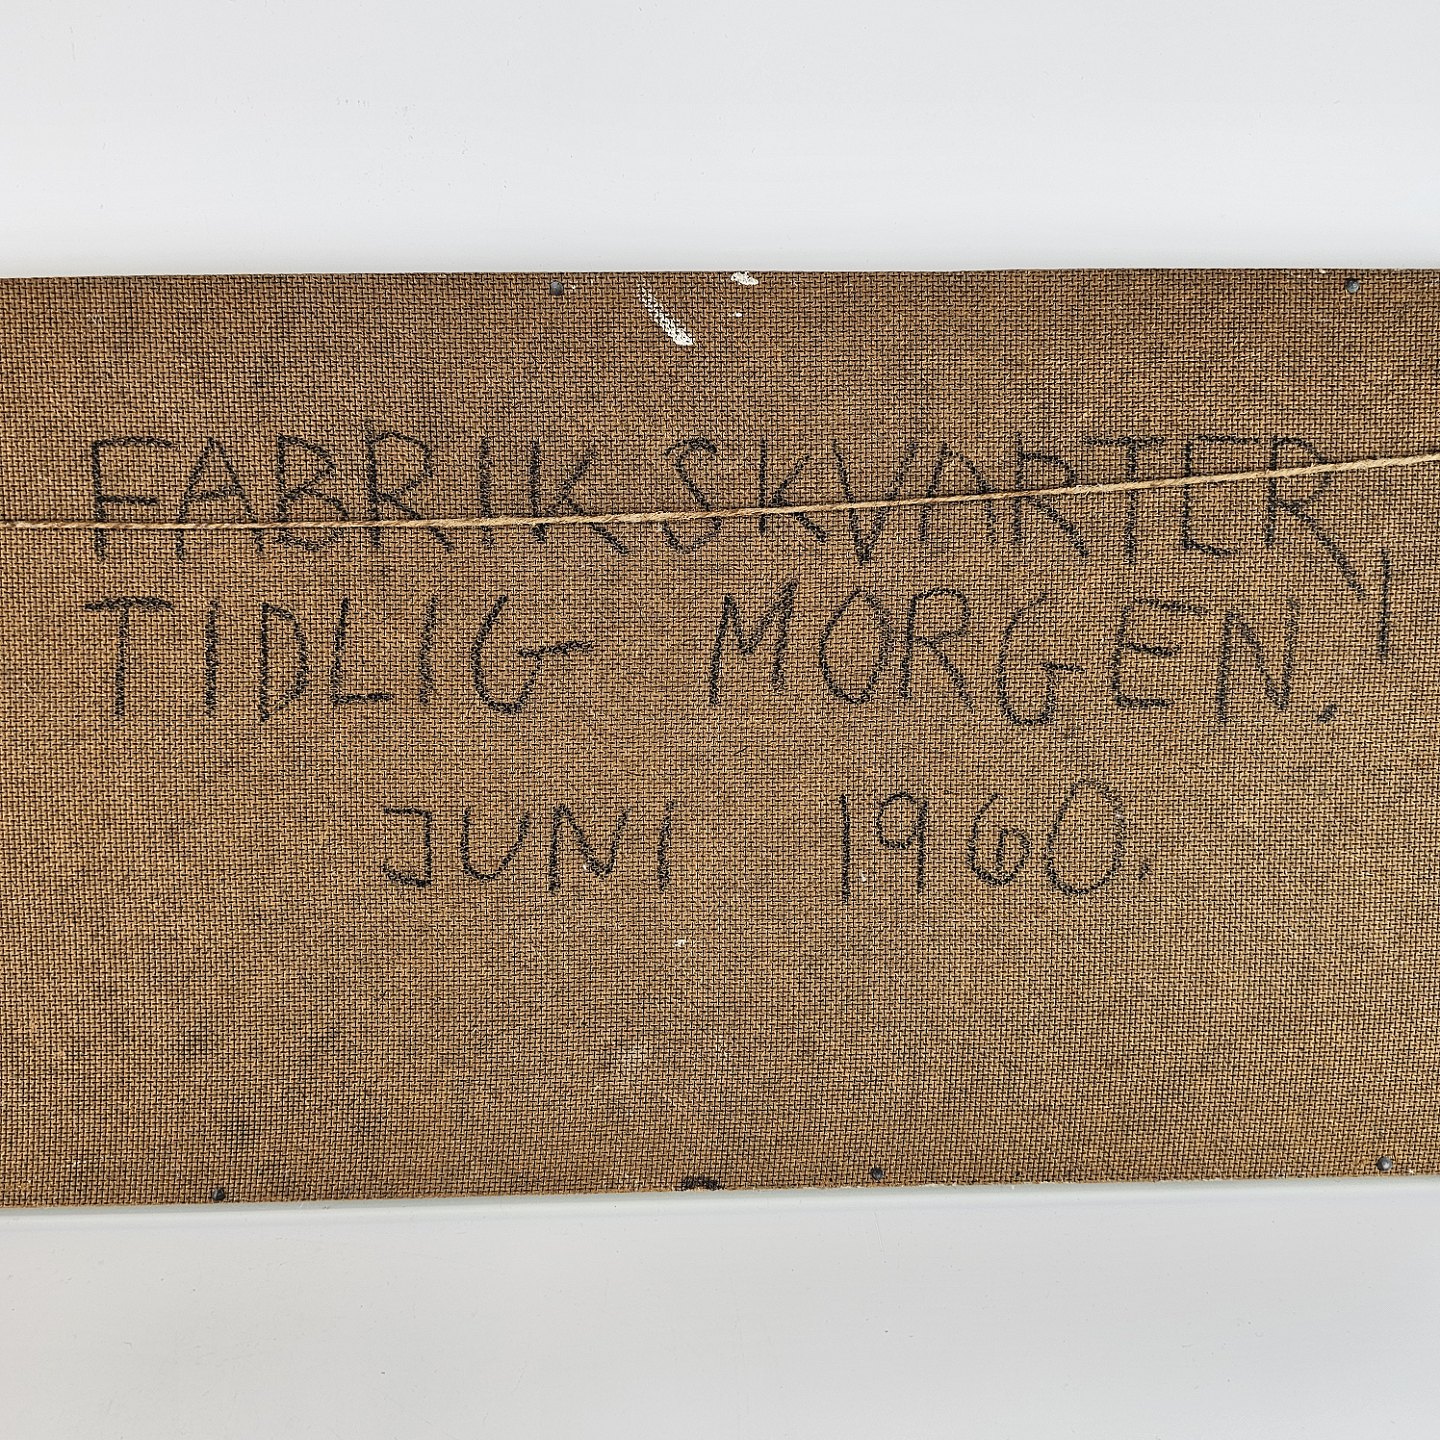 FABRIKSKVARTER,
TIDLIG MORGEN.
JUNI 1960.